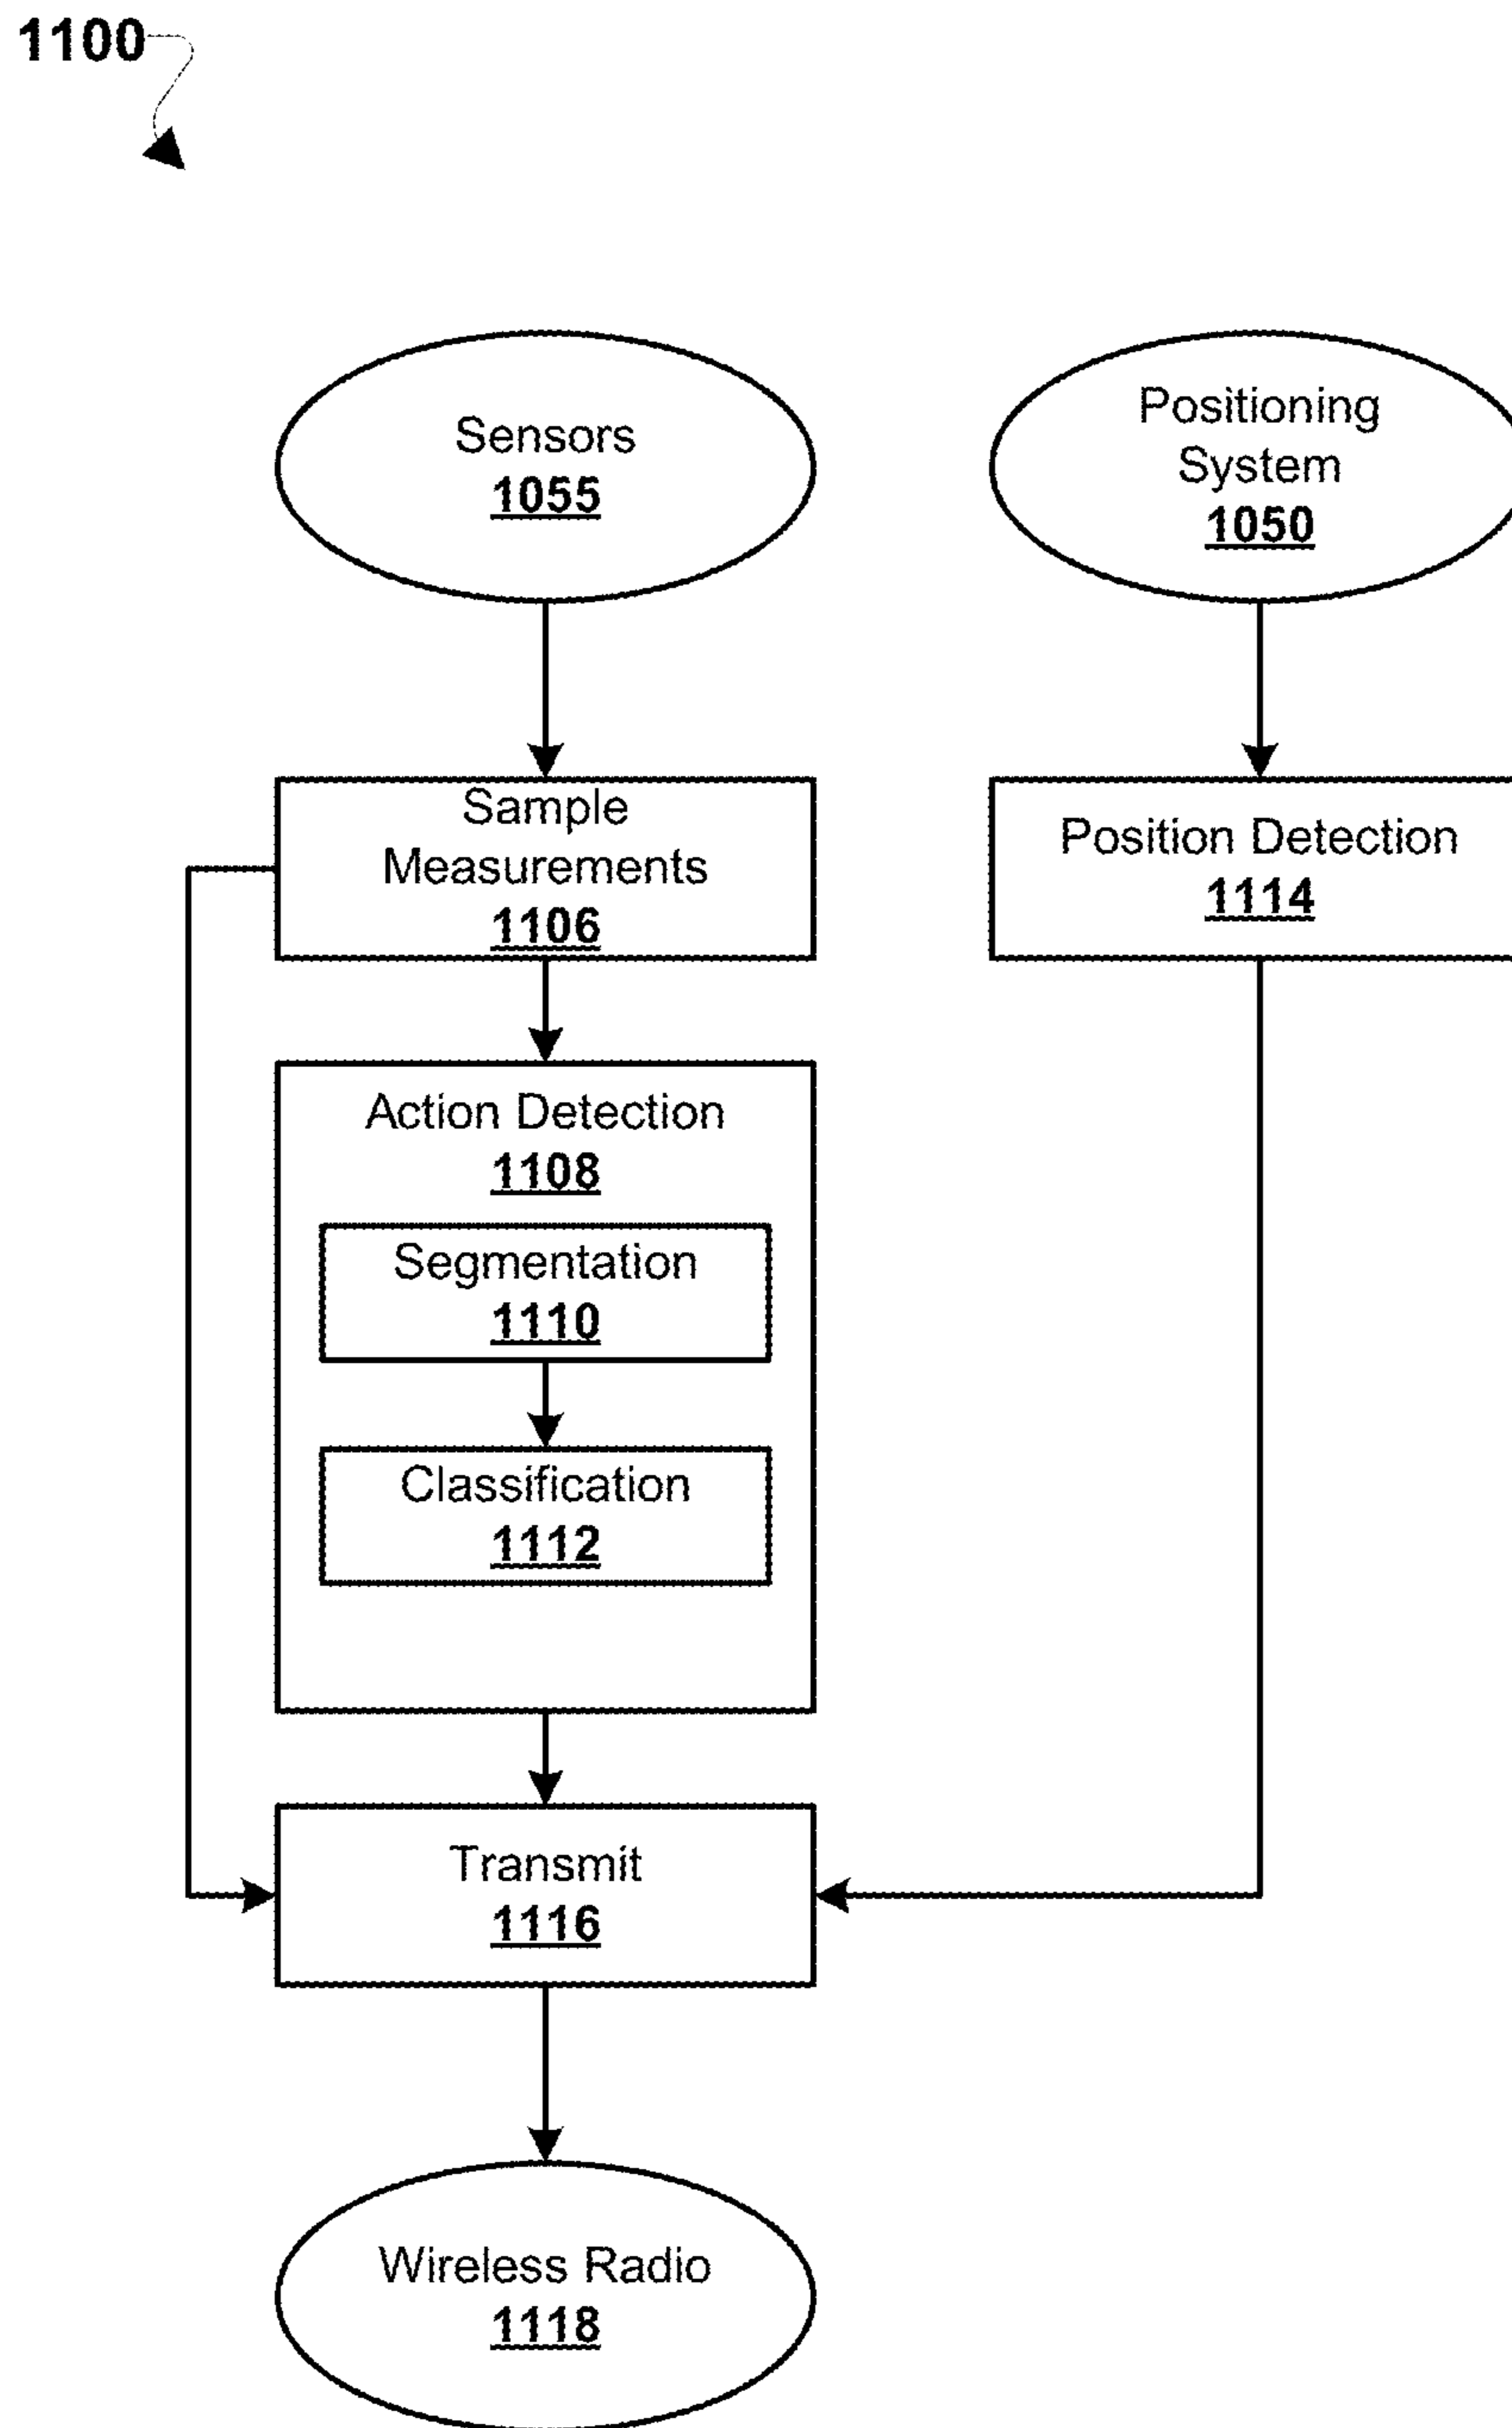 1100
Sensors
1055
Positioning
System
1050
Sample
Measurements
1106
Position Detection
1114
Action Detection
1108
Segmentation
1110
Classification
1112
Transmit
1116
Wireless Radio
1118